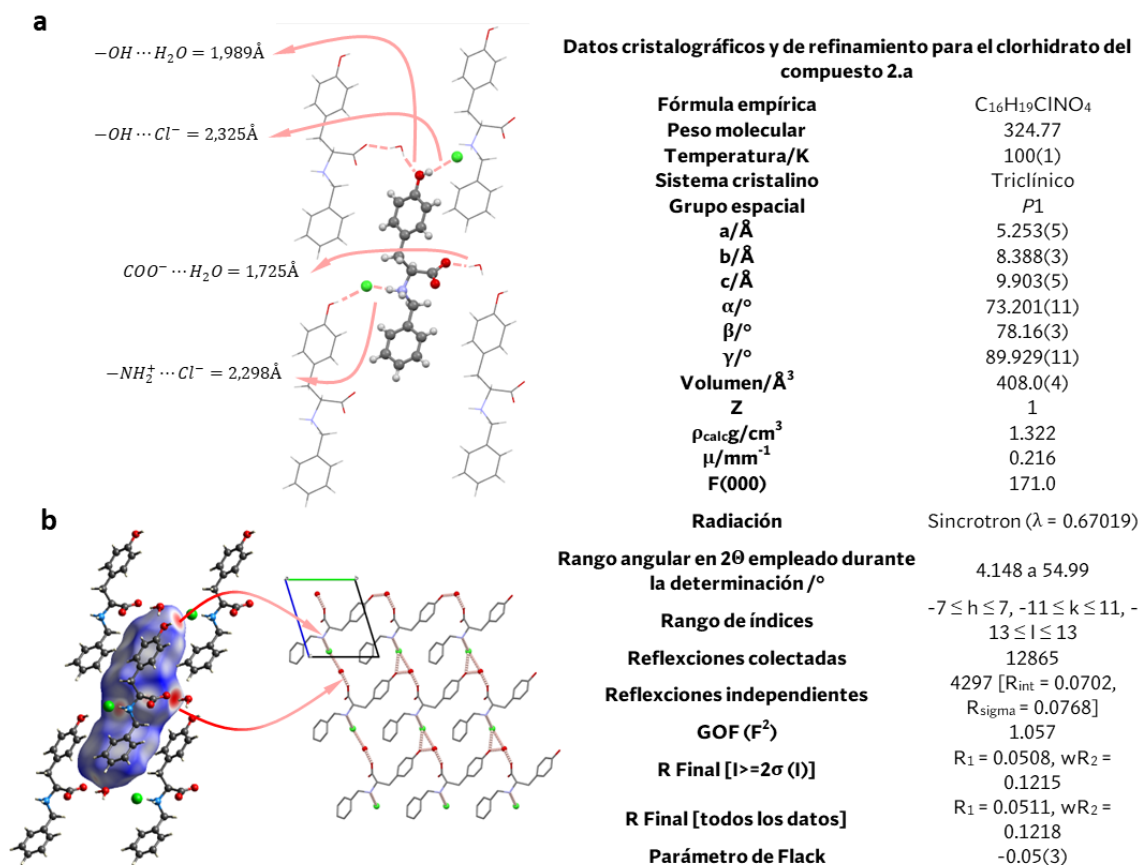 a
−OH ⋯ H₂O = 1,989Å
−OH ⋯ Cl⁻ = 2,325Å
COO⁻ ⋯ H₂O = 1,725Å
−NH₂⁺ ⋯ Cl⁻ = 2,298Å
b
Datos cristalográficos y de refinamiento para el clorhidrato del
compuesto 2.a
Fórmula empírica C₁₆H₁₉ClNO₄
Peso molecular 324.77
Temperatura/K 100(1)
Sistema cristalino Triclínico
Grupo espacial P1
a/Å 5.253(5)
b/Å 8.388(3)
c/Å 9.903(5)
α/° 73.201(11)
β/° 78.16(3)
γ/° 89.929(11)
Volumen/Å³ 408.0(4)
Z 1
ρcalcg/cm³ 1.322
μ/mm⁻¹ 0.216
F(000) 171.0
Radiación Sincrotron (λ = 0.67019)
Rango angular en 2Θ empleado durante
la determinación /° 4.148 a 54.99
Rango de índices -7 ≤ h ≤ 7, -11 ≤ k ≤ 11, -
13 ≤ l ≤ 13
Reflexiones colectadas 12865
Reflexiones independientes 4297 [Rint = 0.0702,
Rsigma = 0.0768]
GOF (F²) 1.057
R Final [I>=2σ (I)] R₁ = 0.0508, wR₂ =
0.1215
R Final [todos los datos] R₁ = 0.0511, wR₂ =
0.1218
Parámetro de Flack -0.05(3)